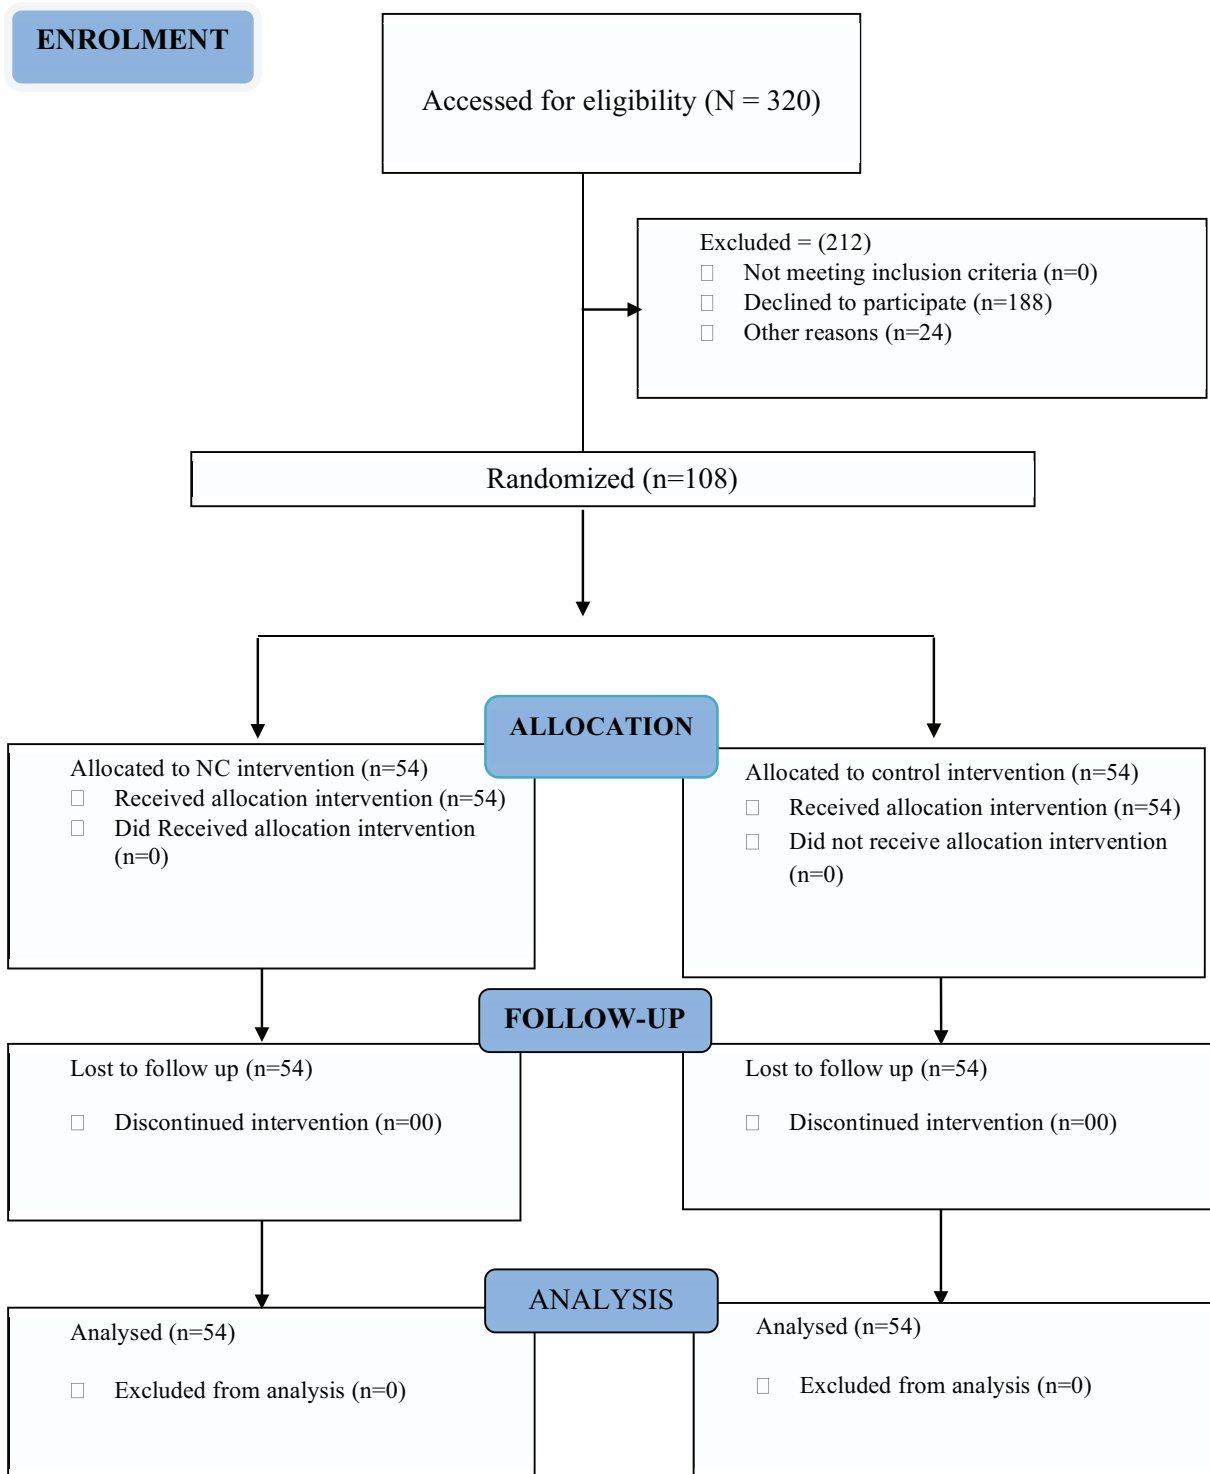 ENROLMENT
Accessed for eligibility (N = 320)
Excluded = (212)
Not meeting inclusion criteria (n=0)
Declined to participate (n=188)
Other reasons (n=24)
Randomized (n=108)
ALLOCATION
Allocated to NC intervention (n=54)
Received allocation intervention (n=54)
Did Received allocation intervention
(n=0)
Allocated to control intervention (n=54)
Received allocation intervention (n=54)
Did not receive allocation intervention
(n=0)
FOLLOW-UP
Lost to follow up (n=54)
Discontinued intervention (n=00)
Lost to follow up (n=54)
Discontinued intervention (n=00)
ANALYSIS
Analysed (n=54)
Excluded from analysis (n=0)
Analysed (n=54)
Excluded from analysis (n=0)